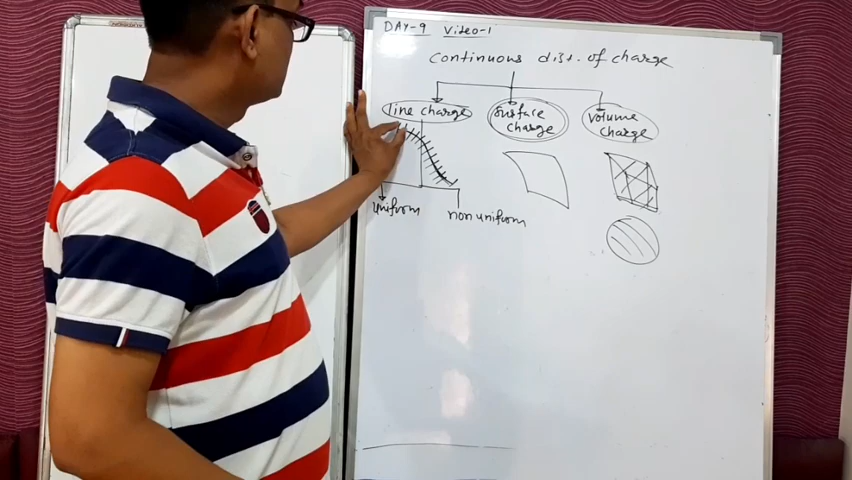 DAY-9 Video-1
Continuous dist. of charge
line charge
surface
charge
volume
charge
uniform
non uniform